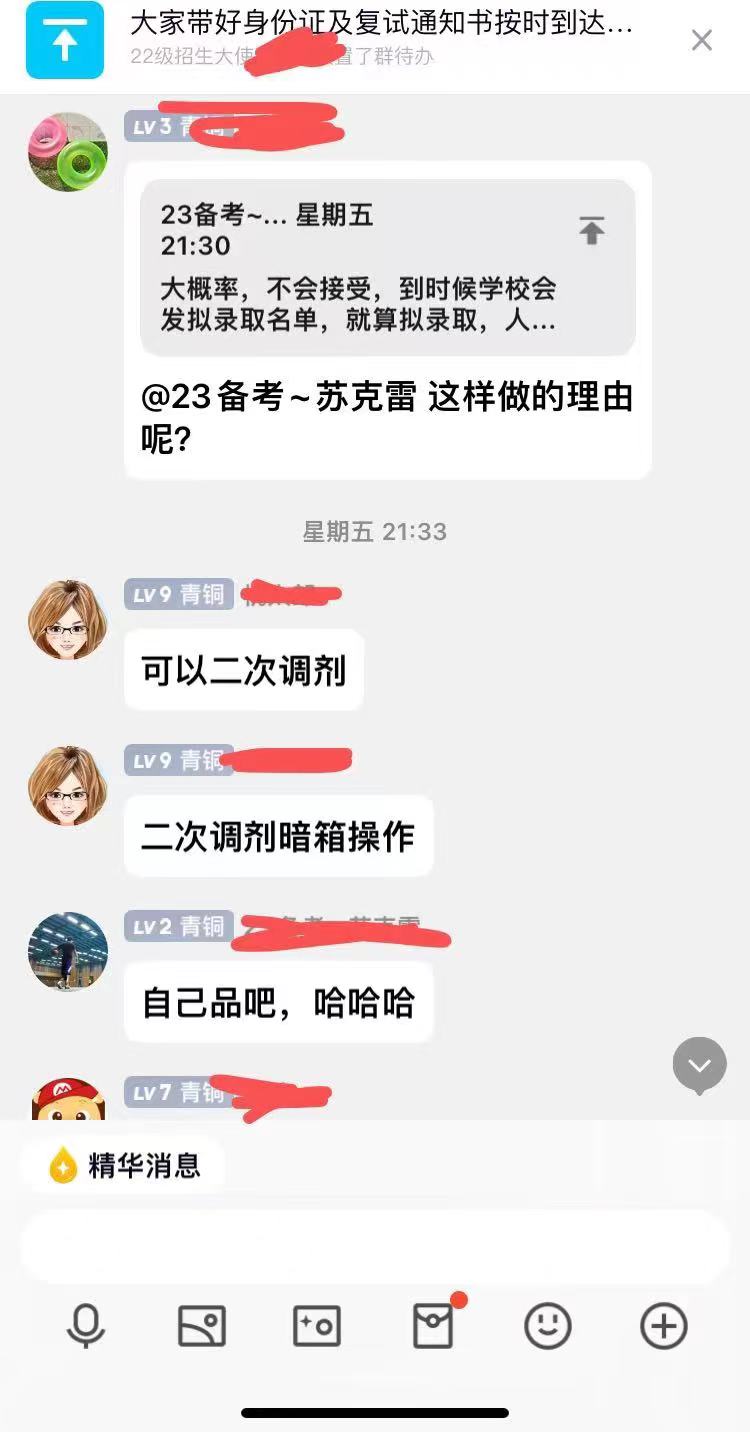 大家带好身份证及复试通知书按时到达...
22级招生大使
置了群待办
LV3 青铜
23备考~... 星期五
21:30
大概率，不会接受，到时候学校会
发拟录取名单，就算拟录取，人...
@23备考~苏克雷 这样做的理由
呢?
星期五 21:33
LV9 青铜
可以二次调剂
LV9 青铜
二次调剂暗箱操作
LV2 青铜
自己品吧，哈哈哈
LV7 青铜
精华消息